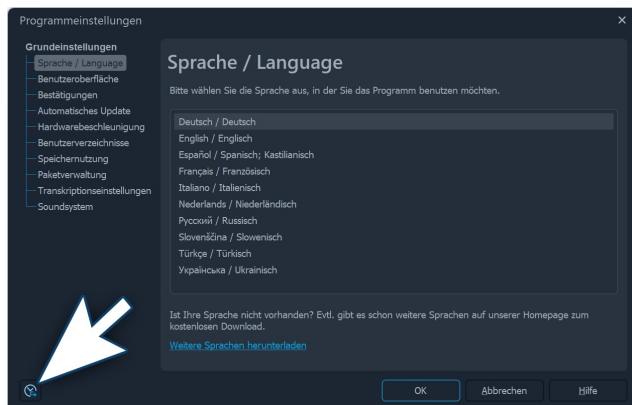 Programmeinstellungen
Grundeinstellungen
Sprache / Language
Benutzeroberfläche
Bestätigungen
Automatisches Update
Hardwarebeschleunigung
Benutzerverzeichnisse
Speichernutzung
Paketverwaltung
Transkriptionseinstellungen
Soundsystem
Sprache / Language
Bitte wählen Sie die Sprache aus, in der Sie das Programm benutzen möchten.
Deutsch / Deutsch
English / Englisch
Español / Spanisch; Kastilianisch
Français / Französisch
Italiano / Italienisch
Nederlands / Niederländisch
Русский / Russisch
Slovenščina / Slowenisch
Türkçe / Türkisch
Українська / Ukrainisch
Ist Ihre Sprache nicht vorhanden? Evtl. gibt es schon weitere Sprachen auf unserer Homepage zum
kostenlosen Download.
Weitere Sprachen herunterladen
OK
Abbrechen
Hilfe